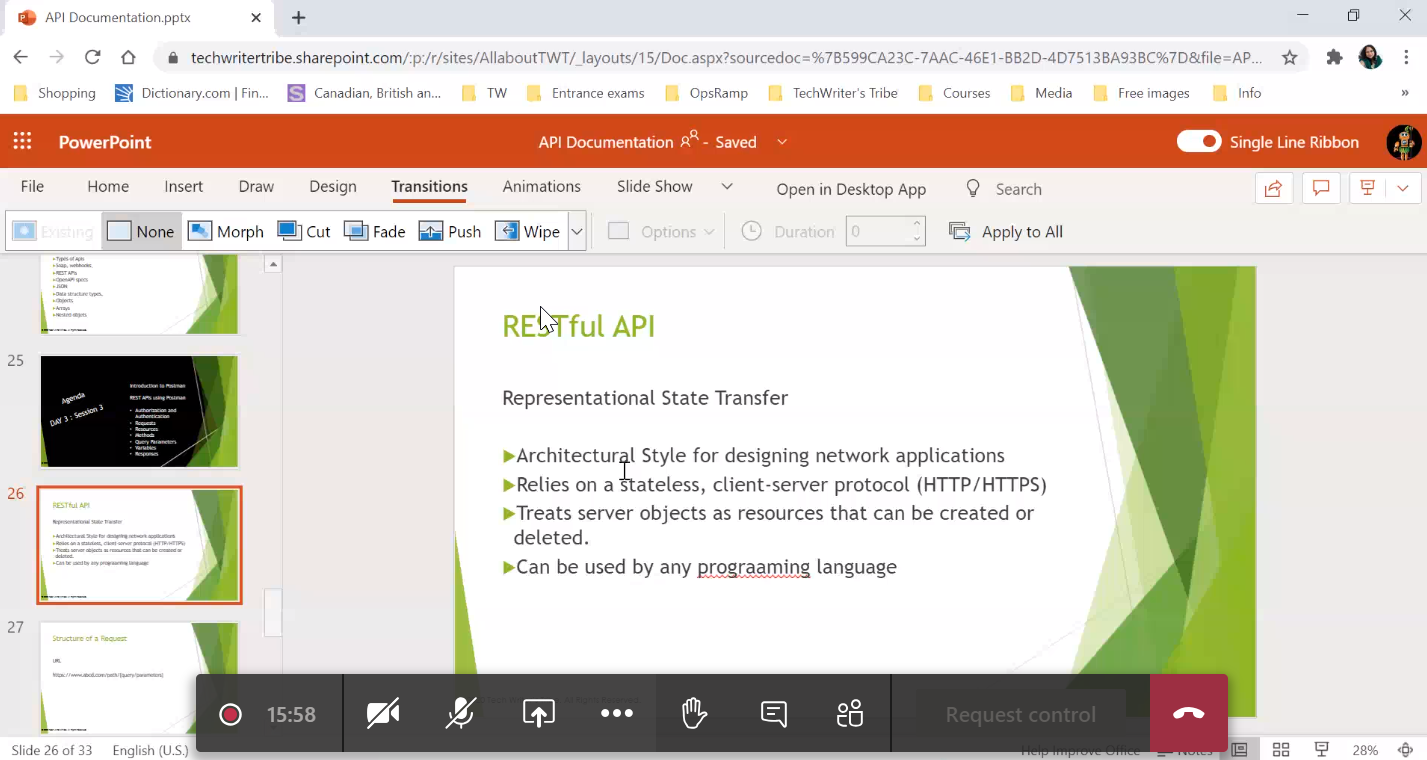 API Documentation.pptx
techwritertribe.sharepoint.com/:p:/r/sites/AllaboutTWT/_layouts/15/Doc.aspx?sourcedoc=%7B599CA23C-7AAC-46E1-BB2D-4D7513BA93BC%7D&file=AP...
Shopping Dictionary.com | Fin... Canadian, British an... TW Entrance exams OpsRamp TechWriter's Tribe Courses Media Free images Info »
PowerPoint API Documentation - Saved Single Line Ribbon
File Home Insert Draw Design Transitions Animations Slide Show Open in Desktop App Search
Existing None Morph Cut Fade Push Wipe Options Duration 0 Apply to All
Types of Apis
Soap, webhooks,
REST APIs
OpenAPI specs
JSON
Data structure types,
Objects
Arrays
Nested objets
25
Agenda
DAY 3 : Session 3
Introduction to Postman
REST APIs using Postman
Authorization and
Authentication
Requests
Resources
Methods
Query Parameters
Variables
Responses
26
RESTful API
Representational State Transfer
Architectural Style for designing network applications
Relies on a stateless, client-server protocol (HTTP/HTTPS)
Treats server objects as resources that can be created or
deleted.
Can be used by any prograaming language
27
Structure of a Request
URL
RESTful API
Representational State Transfer
Architectural Style for designing network applications
Relies on a stateless, client-server protocol (HTTP/HTTPS)
Treats server objects as resources that can be created or
deleted.
Can be used by any prograaming language
15:58 Request control
Slide 26 of 33 English (U.S.) Help Improve Office Notes 28%